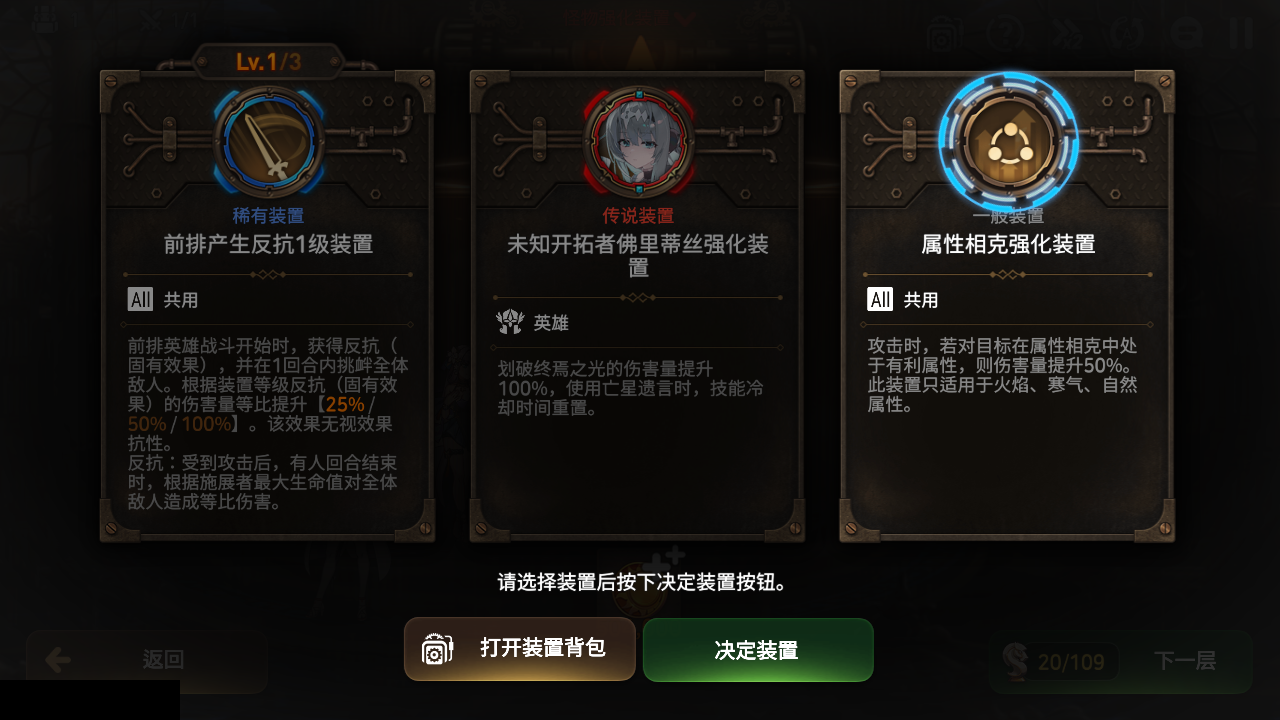 Lv.1/3
稀有装置
前排产生反抗1级装置
All 共用
前排英雄战斗开始时，获得反抗（
固有效果），并在1回合内挑衅全体
敌人。根据装置等级反抗（固有效
果）的伤害量等比提升【25% /
50% / 100%】。该效果无视效果
抗性。
反抗：受到攻击后，有人回合结束
时，根据施展者最大生命值对全体
敌人造成等比伤害。
传说装置
未知开拓者佛里蒂丝强化装
置
英雄
划破终焉之光的伤害量提升
100%，使用亡星遗言时，技能冷
却时间重置。
一般装置
属性相克强化装置
All 共用
攻击时，若对目标在属性相克中处
于有利属性，则伤害量提升50%。
此装置只适用于火焰、寒气、自然
属性。
请选择装置后按下决定装置按钮。
打开装置背包
决定装置
返回
20/109
下一层